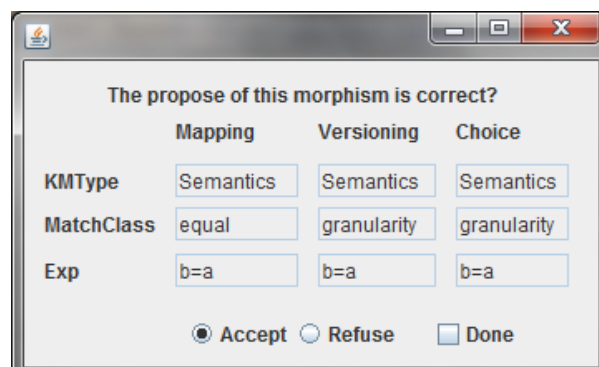 The propose of this morphism is correct?
Mapping Versioning Choice
KMType Semantics Semantics Semantics
MatchClass equal granularity granularity
Exp b=a b=a b=a
Accept Refuse Done